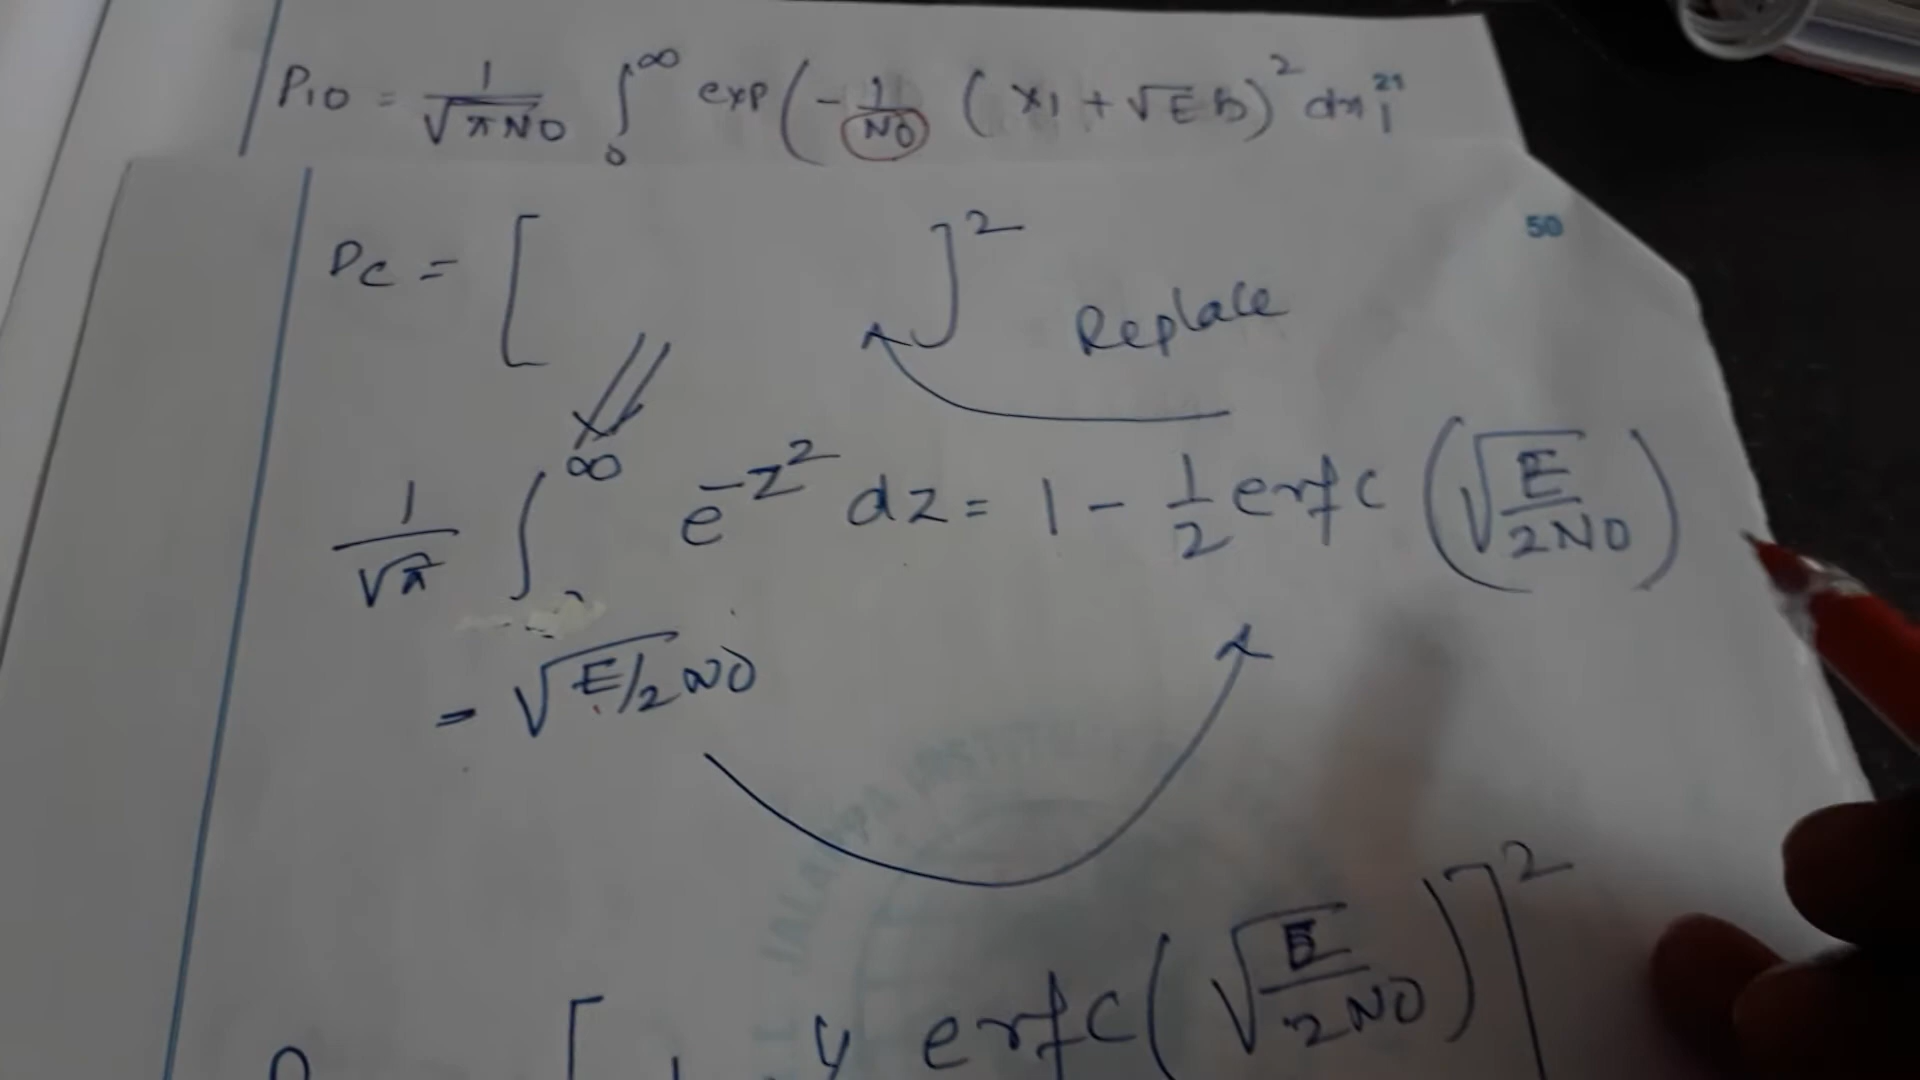 P10 = 1/√πN0 ∫0^∞ exp(-1/N0 (x1 + √Eb)² dx1
21
50
Pc = [ ]²
Replace
1/√π ∫^∞ e^-z² dz = 1 - 1/2 erfc (√E/2N0)
- √E/2N0
erfc(√E/2N0)]²